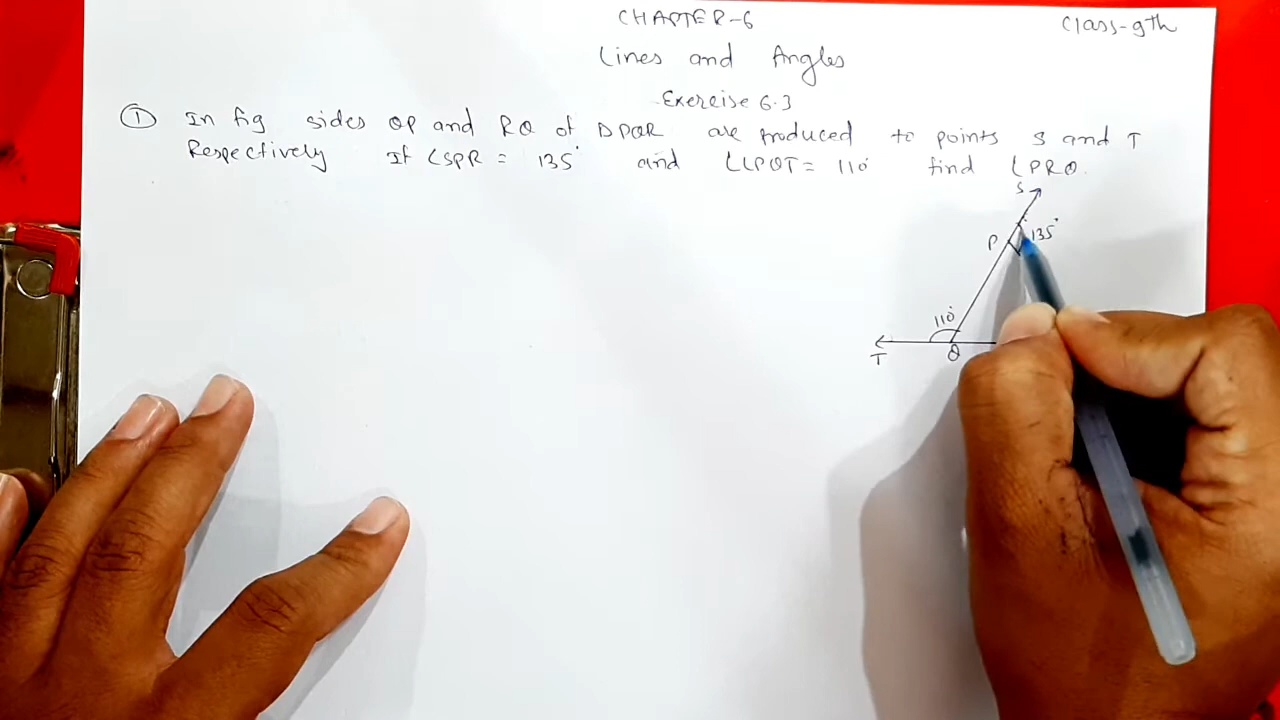 CHAPTER-6
Class-9th
Lines and Angles
Exercise 6.3
① In fig sides QP and RQ of ΔPQR are produced to points S and T
Respectively If ∠SPR = 135° and ∠∠PQT = 110° find ∠PRQ.
S
P 135°
110°
T Q